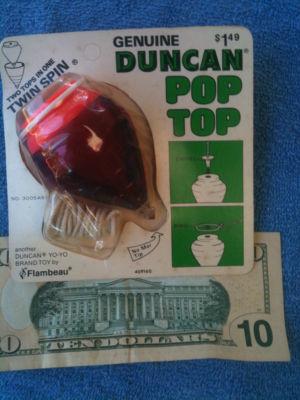 TWO TOPS IN ONE
TWIN SPIN®
GENUINE
$1.49
DUNCAN®
POP
TOP
NO. 3005AS
No Mar
Tip
another
DUNCAN® YO-YO
BRAND TOY by
Flambeau®
TEN DOLLARS
10